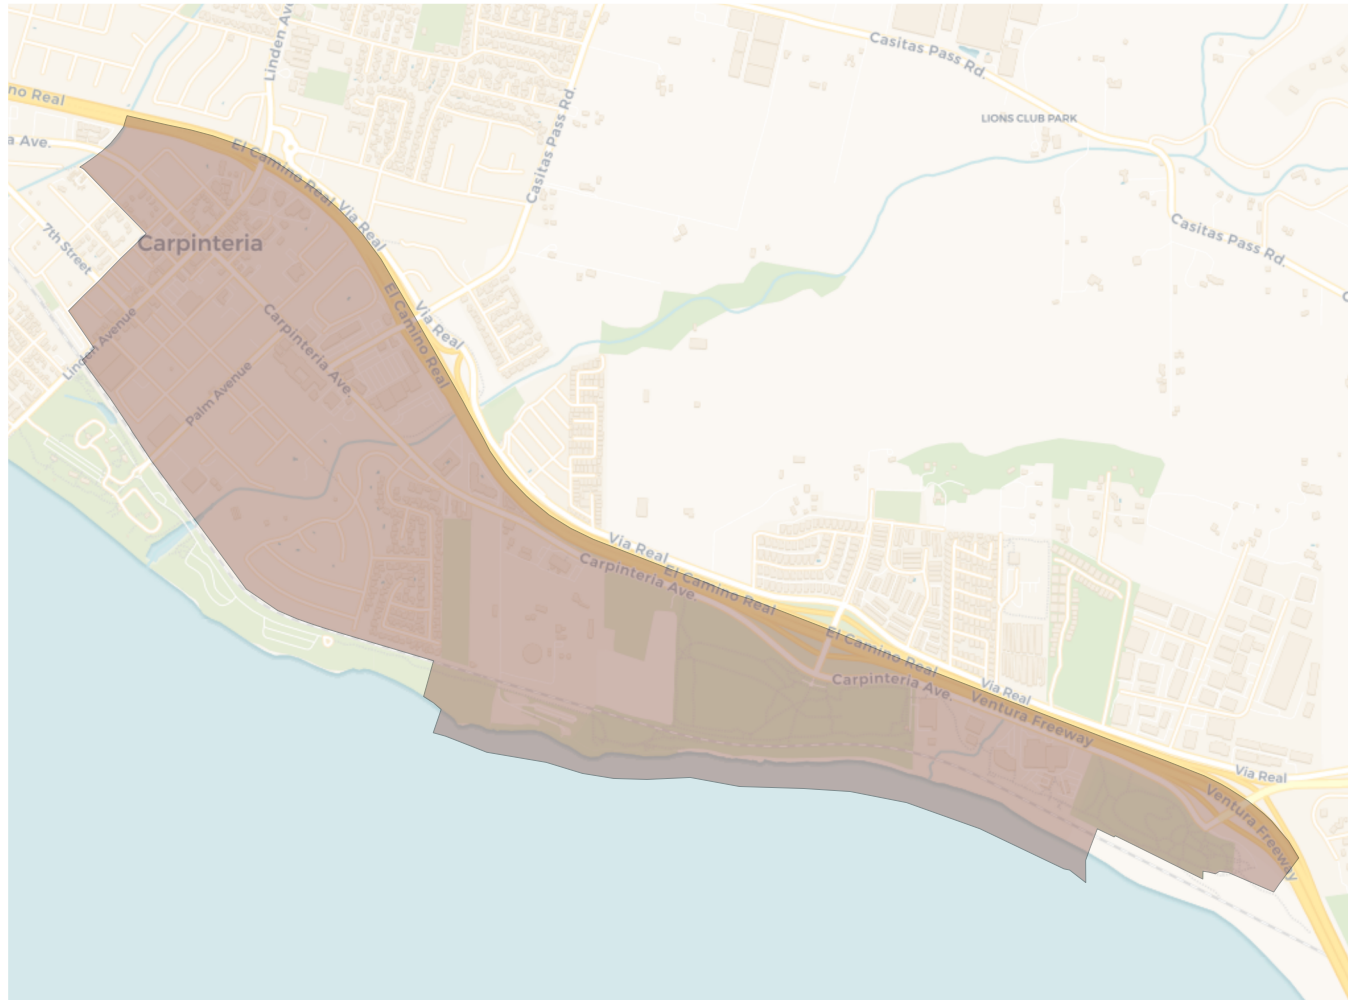 Linden Av
Casitas Pass Rd.
no Real
LIONS CLUB PARK
a Ave.
El Camino Real
Casitas Pass Rd.
Via Real
Casitas Pass Rd.
Carpinteria
7th Street
El Camino Real
Via Real
Carpinteria Ave.
Linden Avenue
Palm Avenue
Via Real
Carpinteria Ave.
El Camino Real
El Camino Real
Carpinteria Ave.
Via Real
Ventura Freeway
Via Real
Ventura Freeway